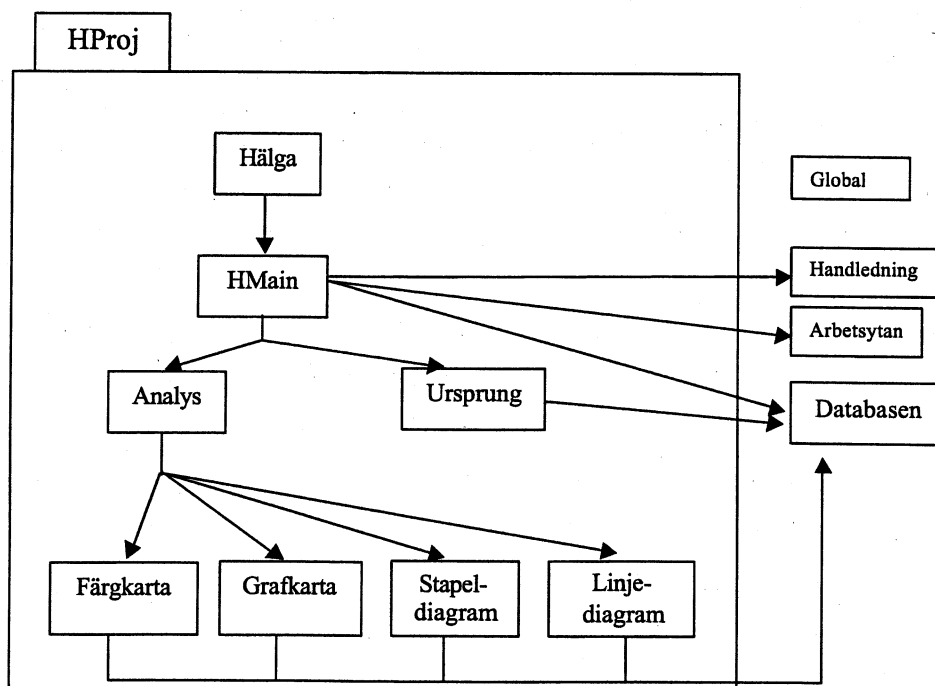 HProj
Hälga
Global
HMain
Handledning
Arbetsytan
Analys
Ursprung
Databasen
Färgkarta
Grafkarta
Stapel-
diagram
Linje-
diagram